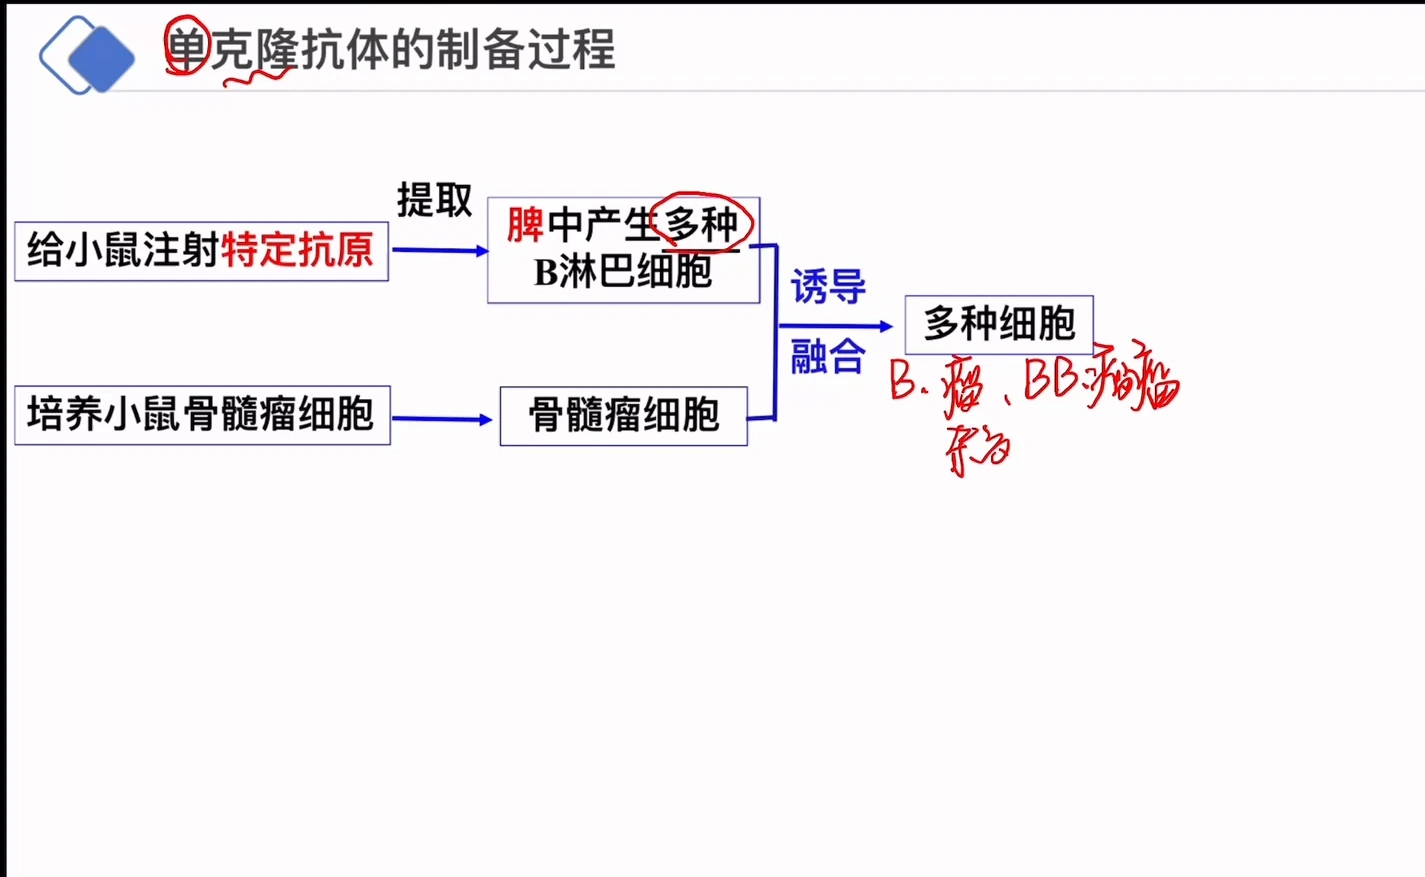 单克隆抗体的制备过程
给小鼠注射特定抗原
提取
脾中产生多种
B淋巴细胞
诱导
融合
多种细胞
B.瘤、BB.瘤瘤
杂
培养小鼠骨髓瘤细胞
骨髓瘤细胞